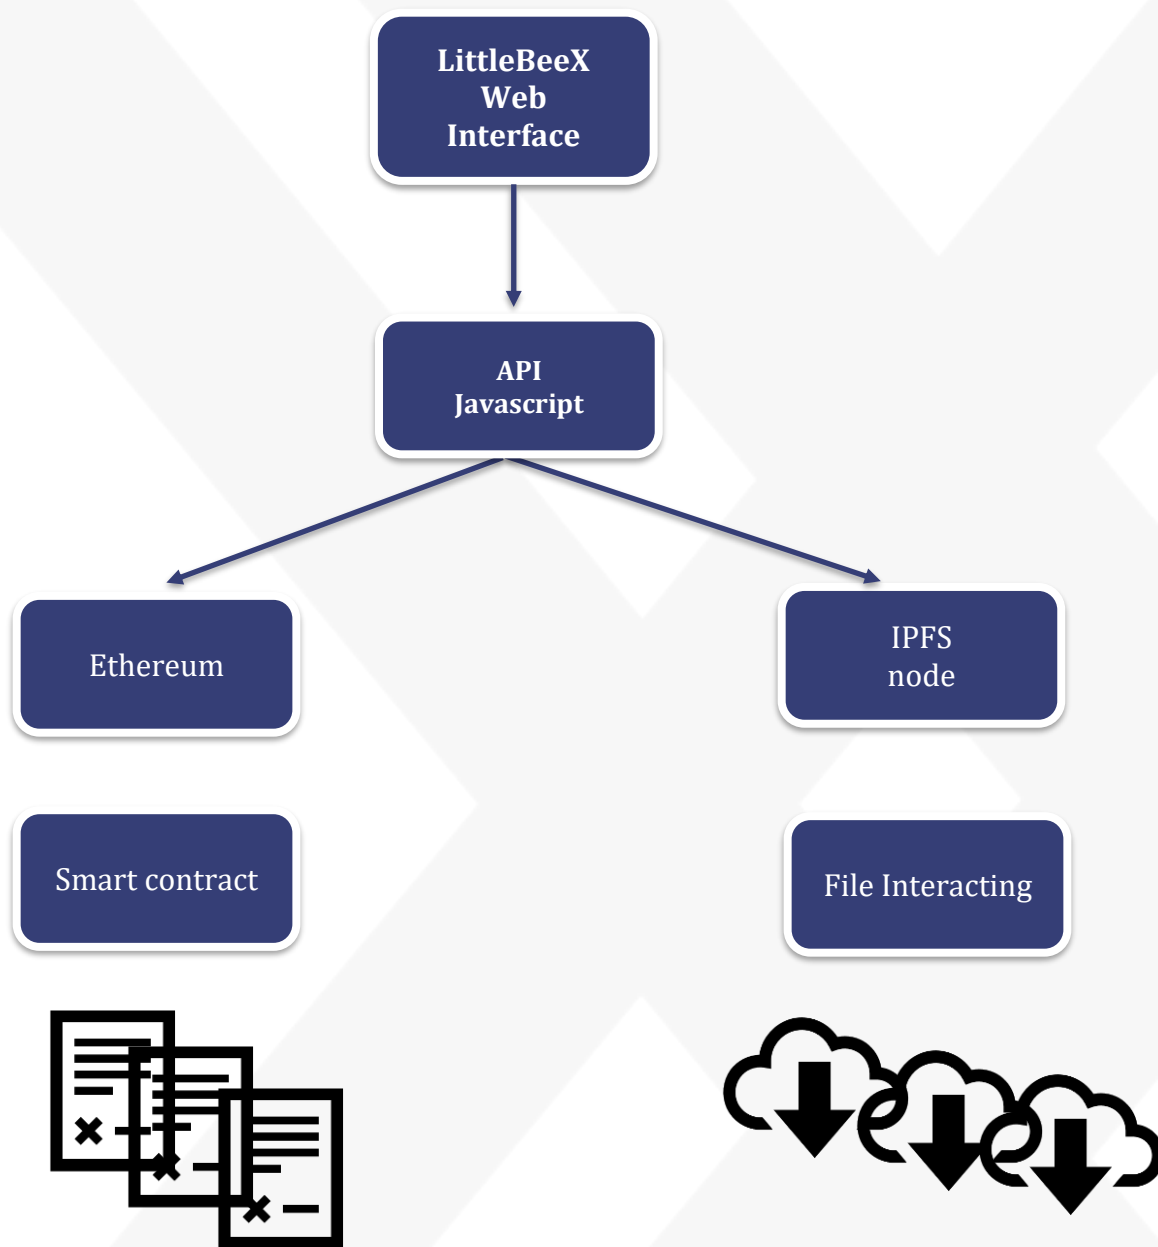 LittleBeeX
Web
Interface
API
Javascript
Ethereum
IPFS
node
Smart contract
File Interacting